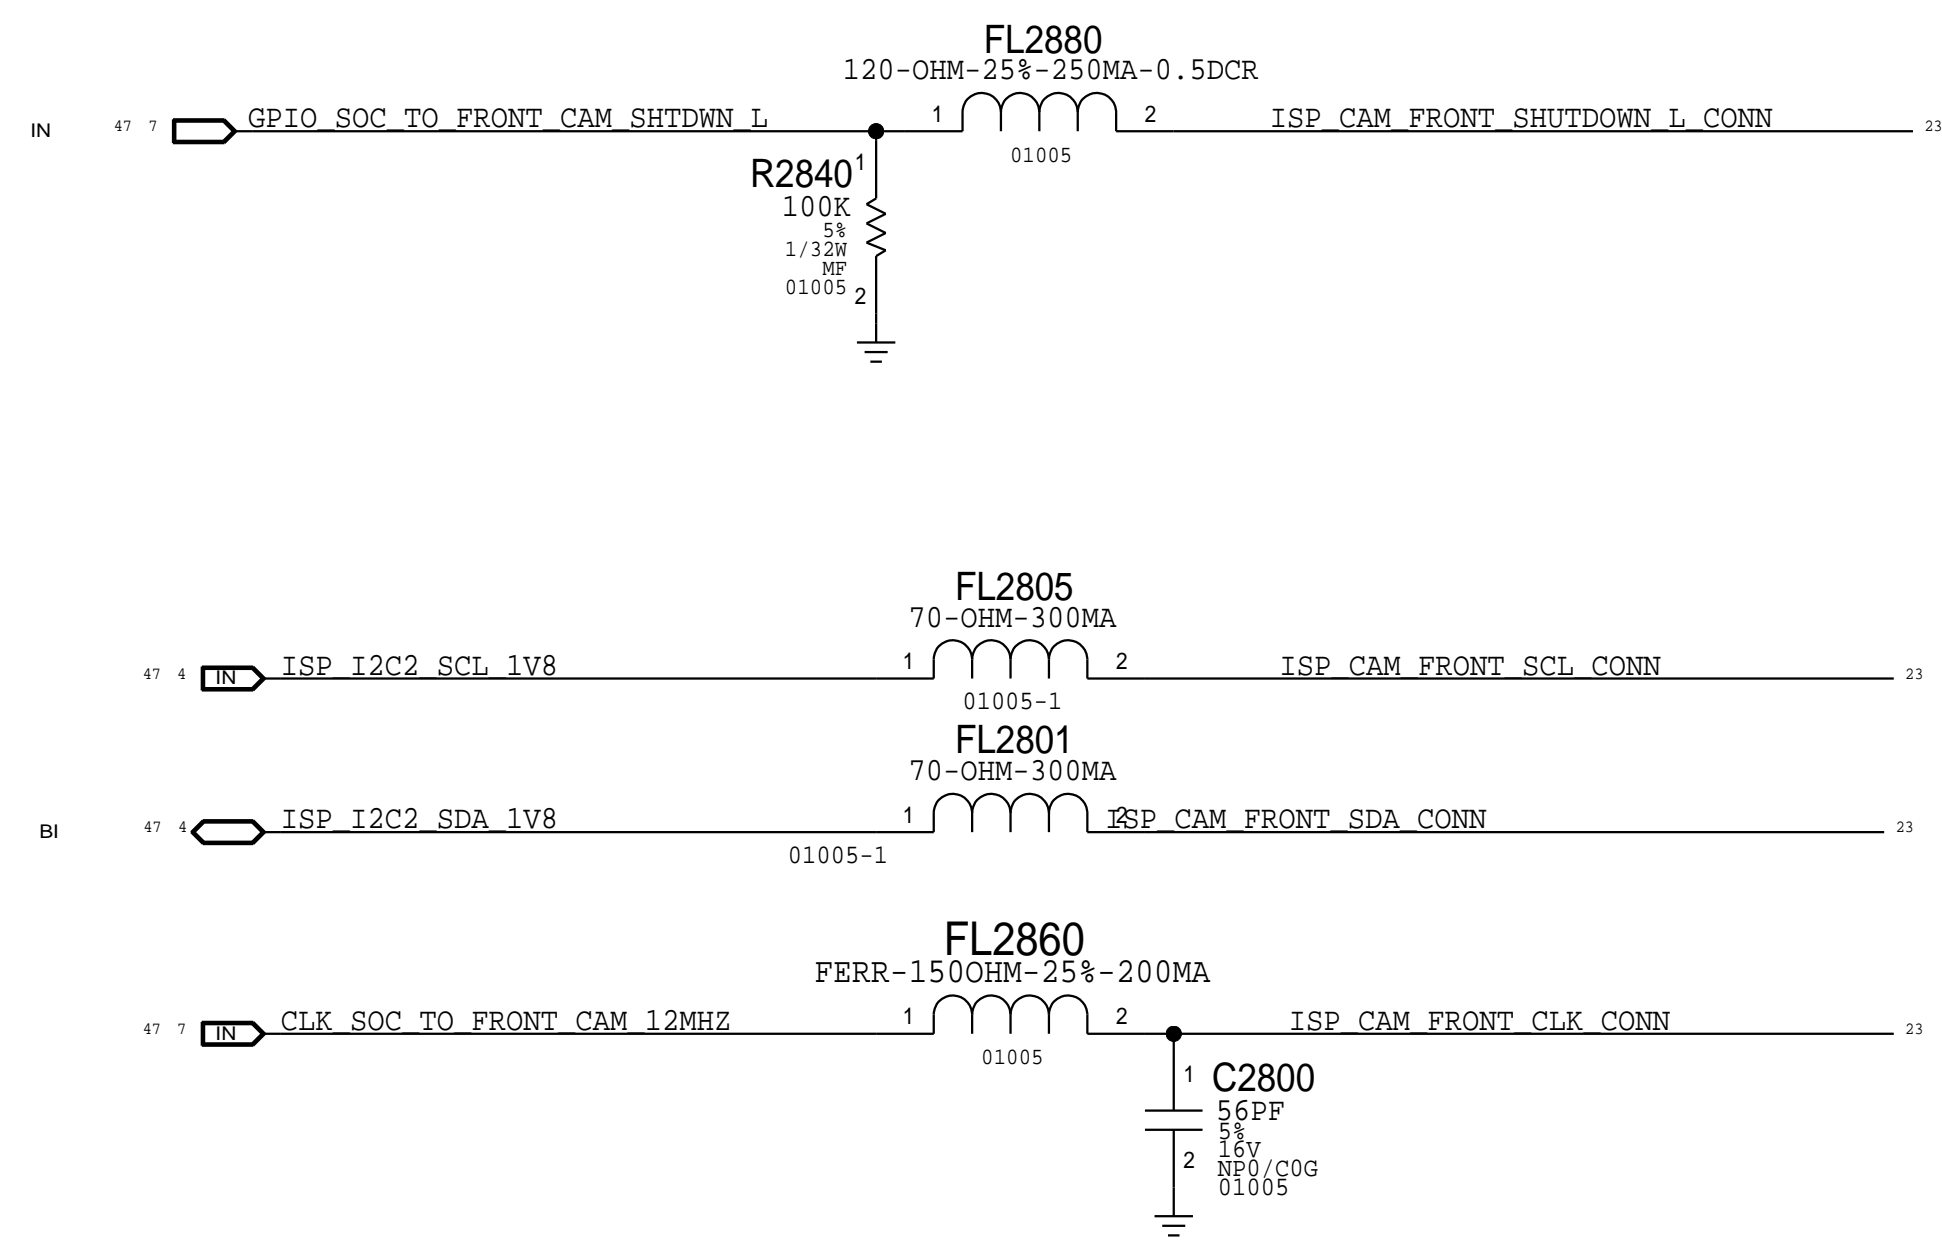 FL2880
120-OHM-25%-250MA-0.5DCR
IN 47 7 GPIO_SOC_TO_FRONT_CAM_SHTDWN_L 1 2 ISP_CAM_FRONT_SHUTDOWN_L_CONN 23
01005
R2840 1
100K
5%
1/32W
MF
01005 2
FL2805
70-OHM-300MA
47 4 IN ISP_I2C2_SCL_1V8 1 2 ISP_CAM_FRONT_SCL_CONN 23
01005-1
FL2801
70-OHM-300MA
BI 47 4 ISP_I2C2_SDA_1V8 1 2 ISP_CAM_FRONT_SDA_CONN 23
01005-1
FL2860
FERR-150OHM-25%-200MA
47 7 IN CLK_SOC_TO_FRONT_CAM_12MHZ 1 2 ISP_CAM_FRONT_CLK_CONN 23
01005
1 C2800
56PF
5%
16V
2 NP0/C0G
01005